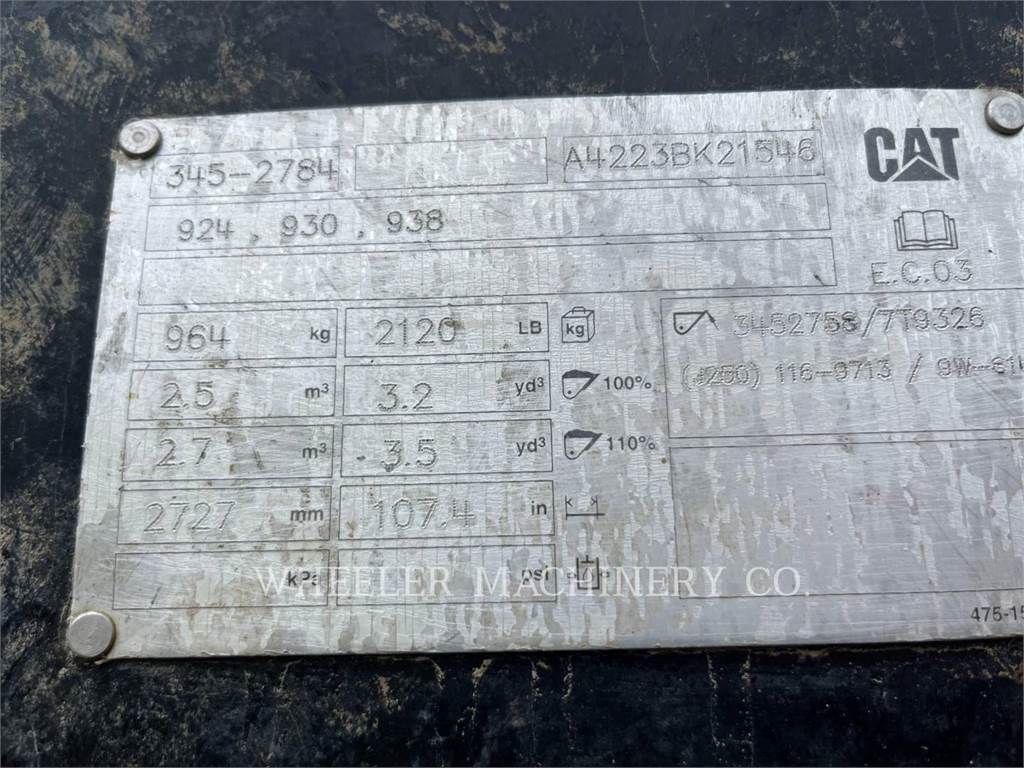 345-2784 A4223BK21546 CAT
924 , 930 , 938
E.C.03
964 kg 2120 LB kg 3452758/7T9326
2.5 m³ 3.2 yd³ 100% 116-9713 /
2.7 m³ 3.5 yd³ 110%
2727 mm 107.4 in
kPa psi
WHEELER MACHINERY CO.
475-15